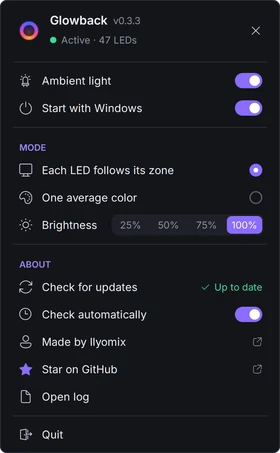 Glowback v0.3.3
Active · 47 LEDs
Ambient light
Start with Windows
MODE
Each LED follows its zone
One average color
Brightness 25% 50% 75% 100%
ABOUT
Check for updates Up to date
Check automatically
Made by Ilyomix
Star on GitHub
Open log
Quit